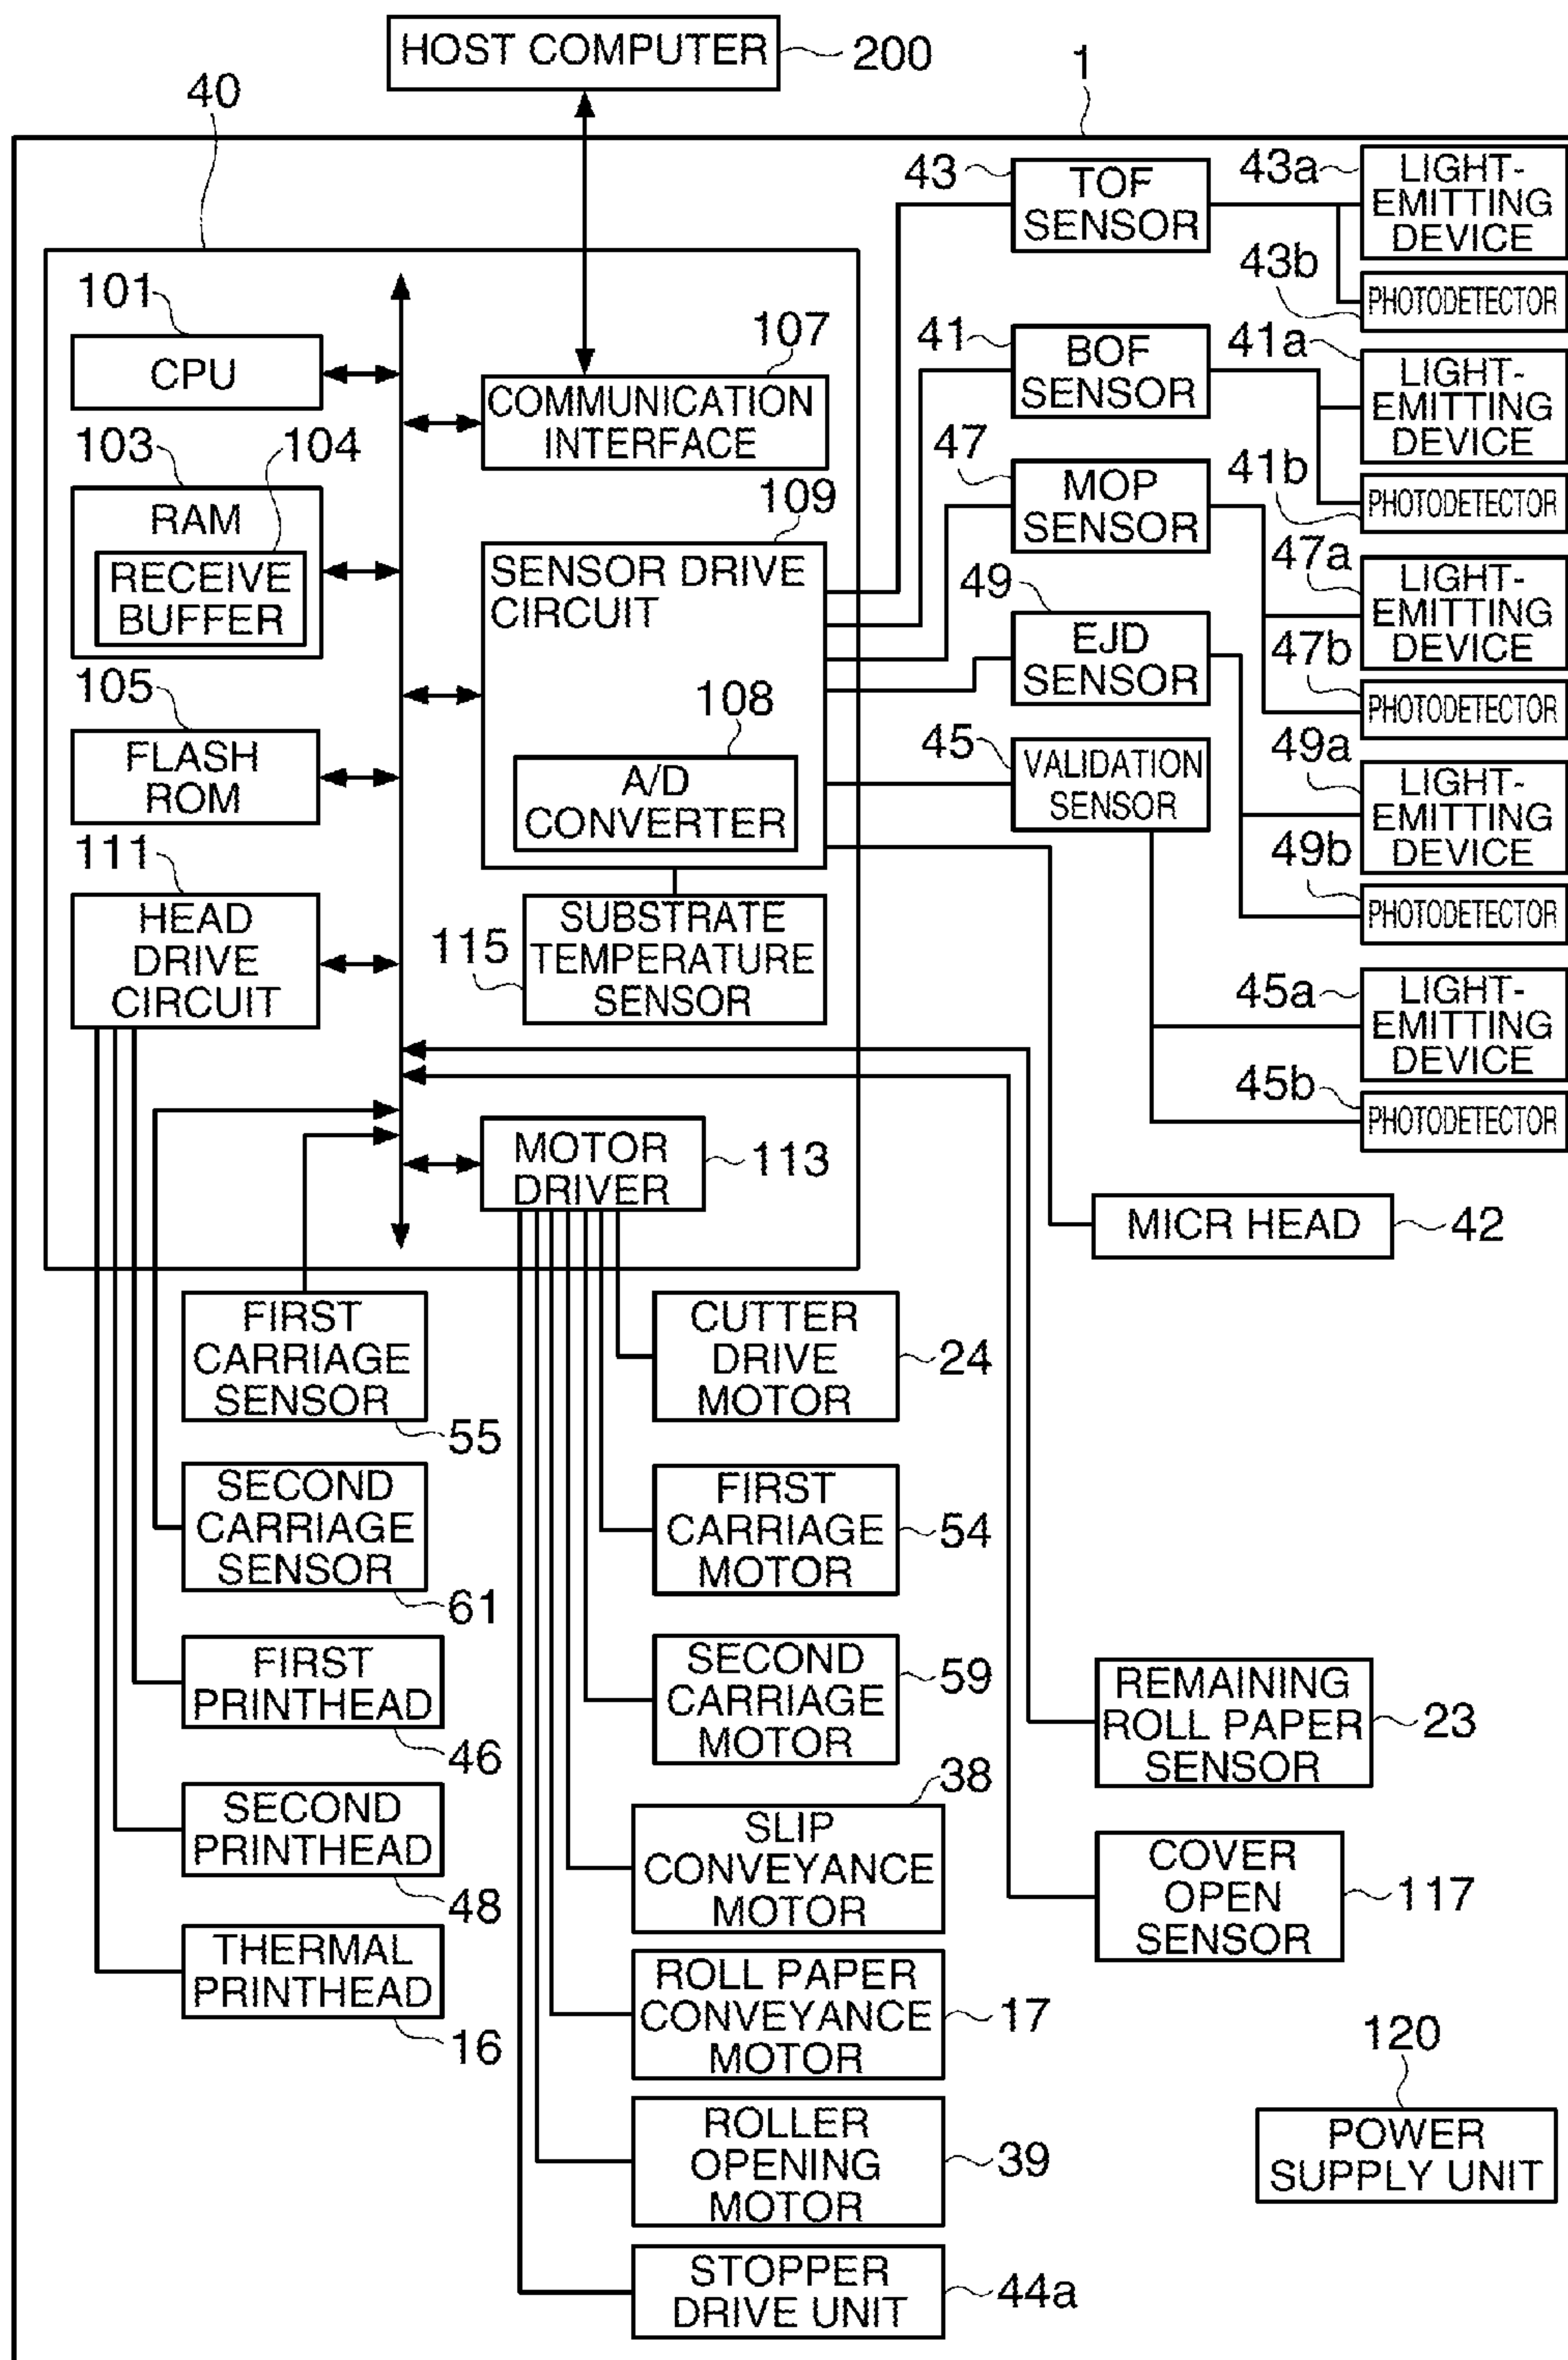 HOST COMPUTER
200
1
40
101
CPU
103
104
RAM
RECEIVE
BUFFER
105
FLASH
ROM
111
HEAD
DRIVE
CIRCUIT
107
COMMUNICATION
INTERFACE
109
SENSOR DRIVE
CIRCUIT
108
A/D
CONVERTER
115
SUBSTRATE
TEMPERATURE
SENSOR
MOTOR
DRIVER
113
43
TOF
SENSOR
43a
LIGHT-
EMITTING
DEVICE
43b
PHOTODETECTOR
41
BOF
SENSOR
41a
LIGHT-
EMITTING
DEVICE
41b
PHOTODETECTOR
47
MOP
SENSOR
47a
LIGHT-
EMITTING
DEVICE
47b
PHOTODETECTOR
49
EJD
SENSOR
49a
LIGHT-
EMITTING
DEVICE
49b
PHOTODETECTOR
45
VALIDATION
SENSOR
45a
LIGHT-
EMITTING
DEVICE
45b
PHOTODETECTOR
MICR HEAD
42
FIRST
CARRIAGE
SENSOR
55
SECOND
CARRIAGE
SENSOR
61
FIRST
PRINTHEAD
46
SECOND
PRINTHEAD
48
THERMAL
PRINTHEAD
16
CUTTER
DRIVE
MOTOR
24
FIRST
CARRIAGE
MOTOR
54
SECOND
CARRIAGE
MOTOR
59
38
SLIP
CONVEYANCE
MOTOR
ROLL PAPER
CONVEYANCE
MOTOR
17
ROLLER
OPENING
MOTOR
39
STOPPER
DRIVE UNIT
44a
REMAINING
ROLL PAPER
SENSOR
23
COVER
OPEN
SENSOR
117
120
POWER
SUPPLY UNIT